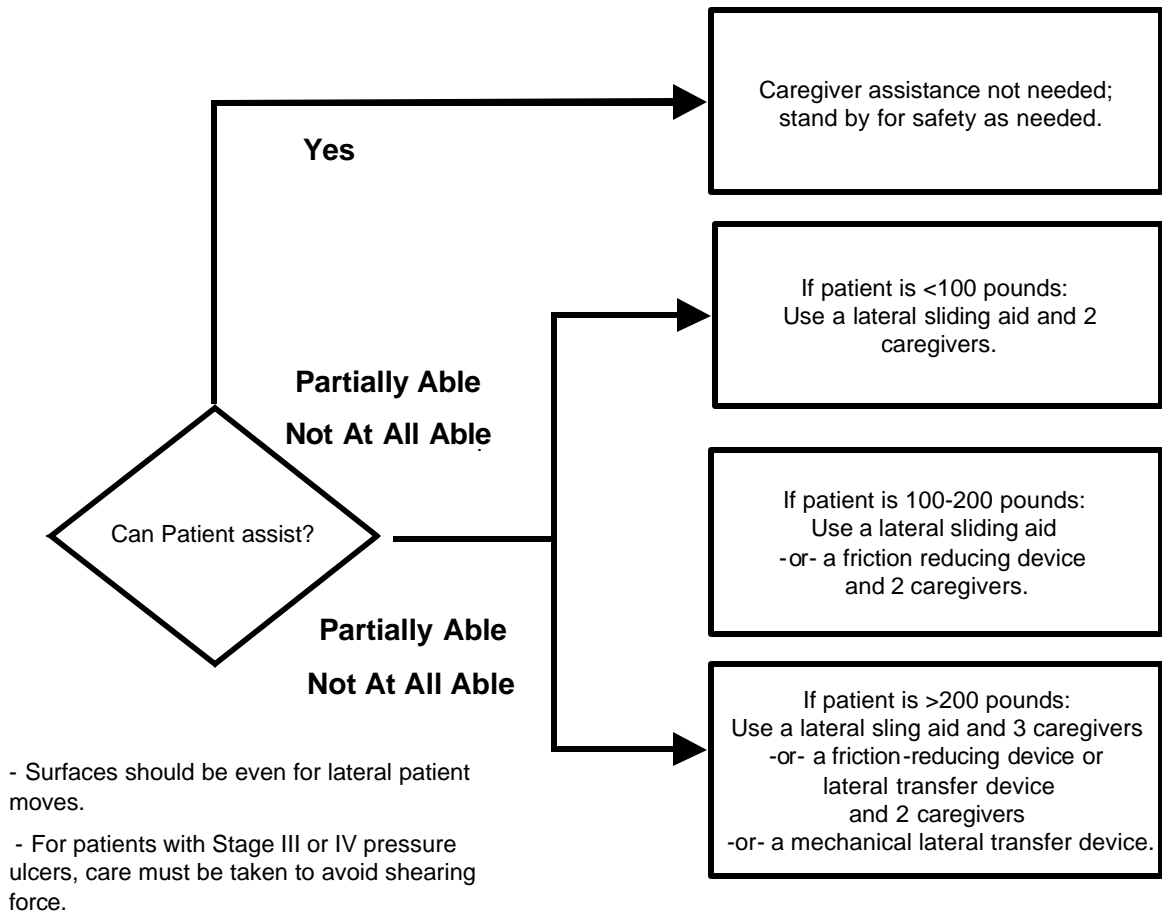 Caregiver assistance not needed;
stand by for safety as needed.
Yes
If patient is <100 pounds:
Use a lateral sliding aid and 2
caregivers.
Partially Able
Not At All Able
Can Patient assist?
If patient is 100-200 pounds:
Use a lateral sliding aid
-or- a friction reducing device
and 2 caregivers.
Partially Able
Not At All Able
If patient is >200 pounds:
Use a lateral sling aid and 3 caregivers
-or- a friction-reducing device or
lateral transfer device
and 2 caregivers
-or- a mechanical lateral transfer device.
- Surfaces should be even for lateral patient
moves.
- For patients with Stage III or IV pressure
ulcers, care must be taken to avoid shearing
force.